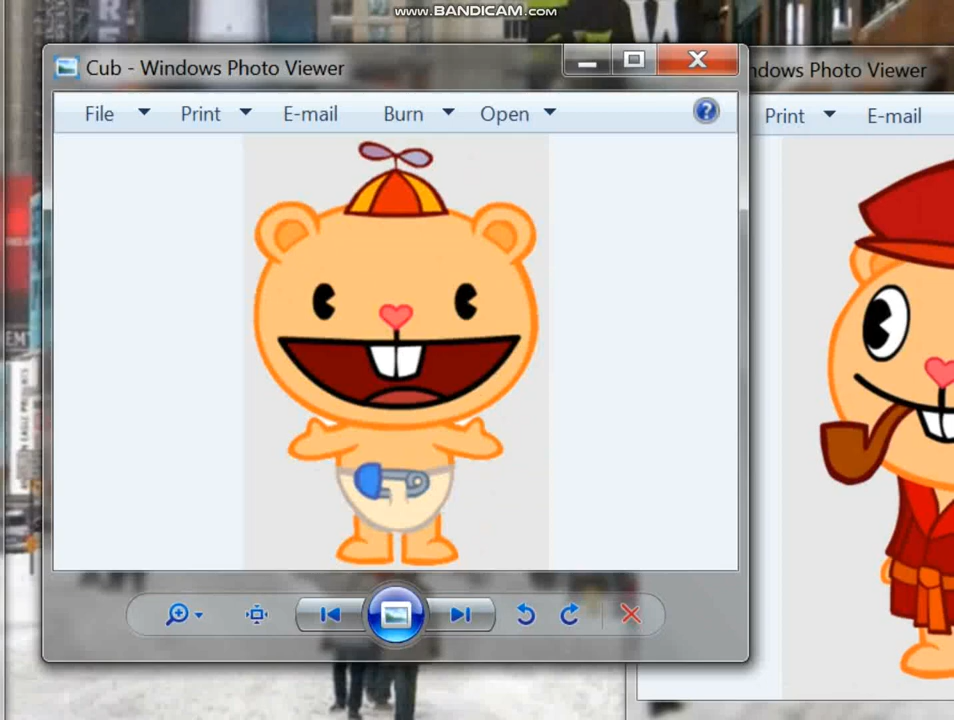 www.BANDICAM.com
Cub - Windows Photo Viewer
ndows Photo Viewer
File Print E-mail Burn Open
Print E-mail